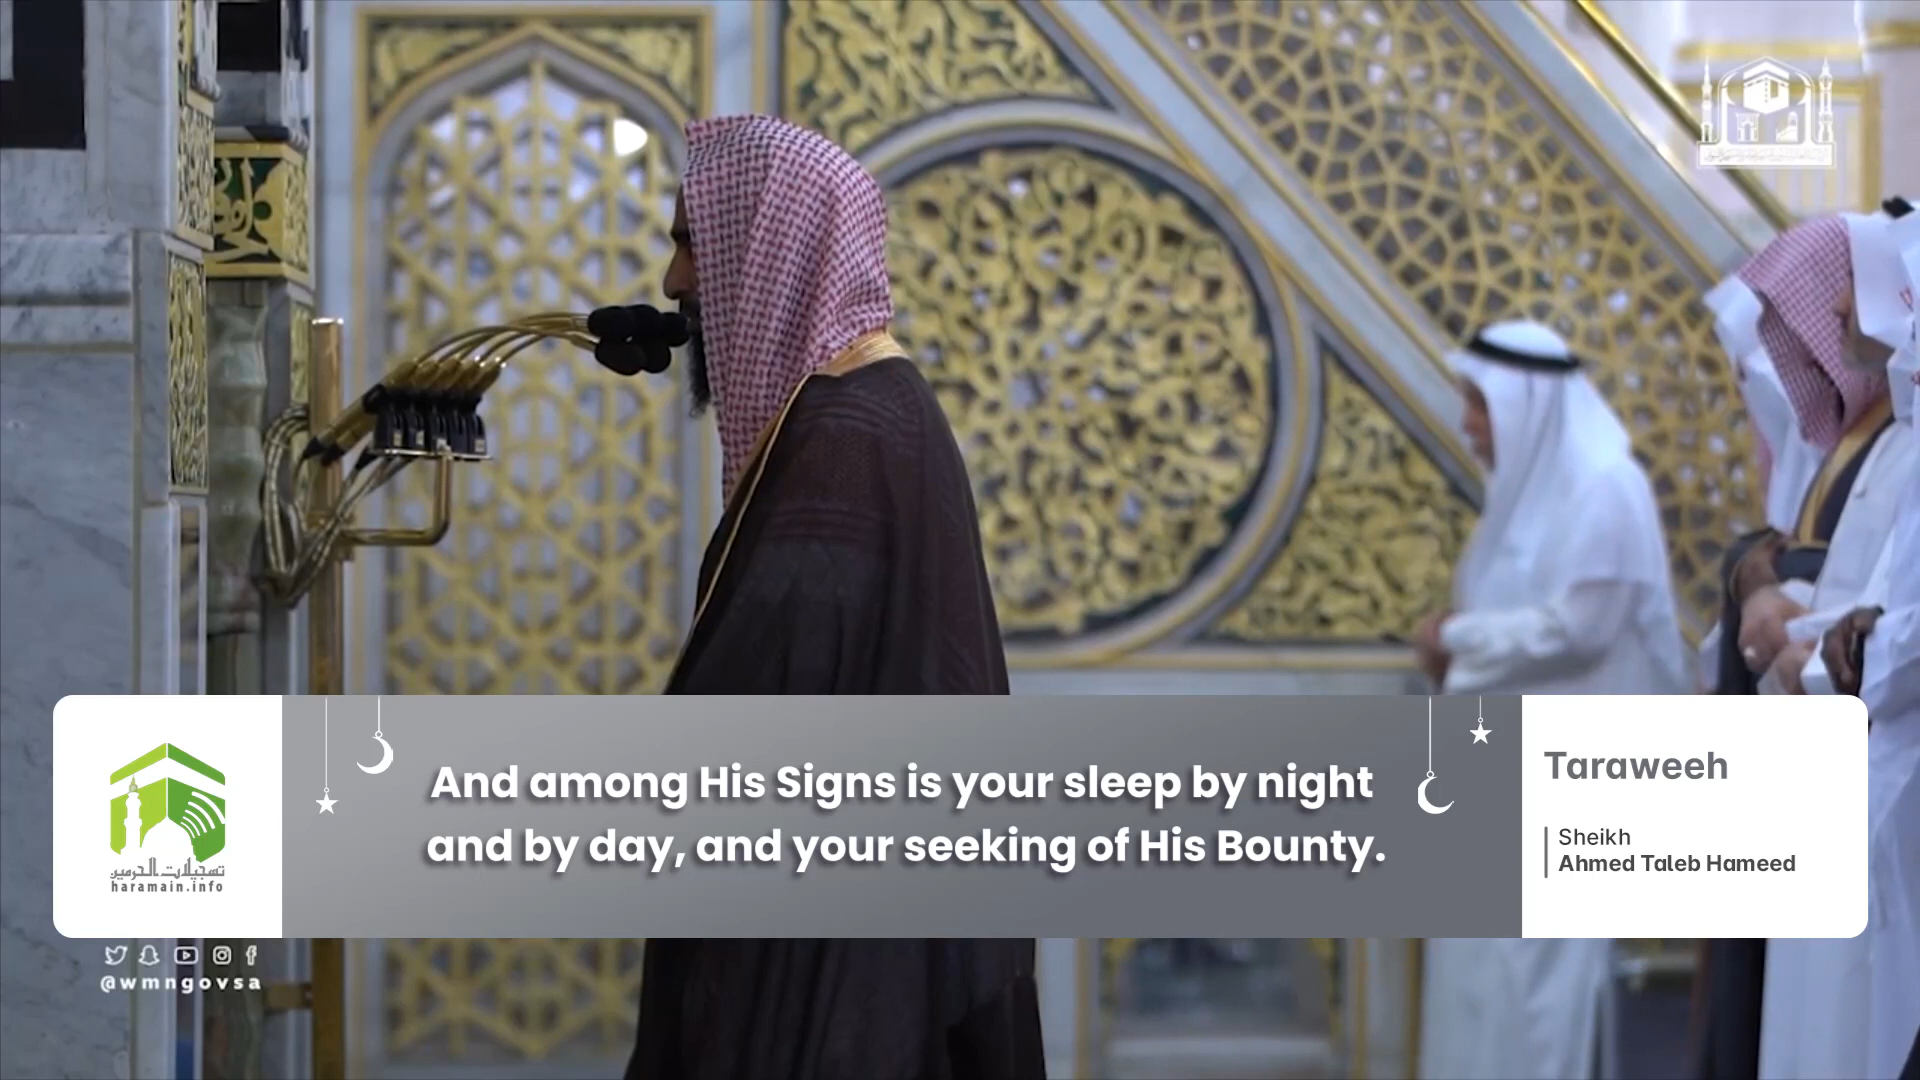 And among His Signs is your sleep by night
and by day, and your seeking of His Bounty.
Taraweeh
Sheikh
Ahmed Taleb Hameed
تسجيلات الحرمين
haramain.info
@wmngovsa